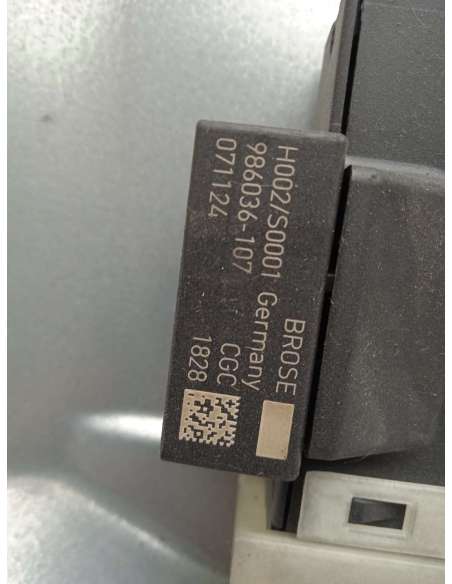 H002/S0001 BROSE
986036-107 Germany
071124 CGC
1828